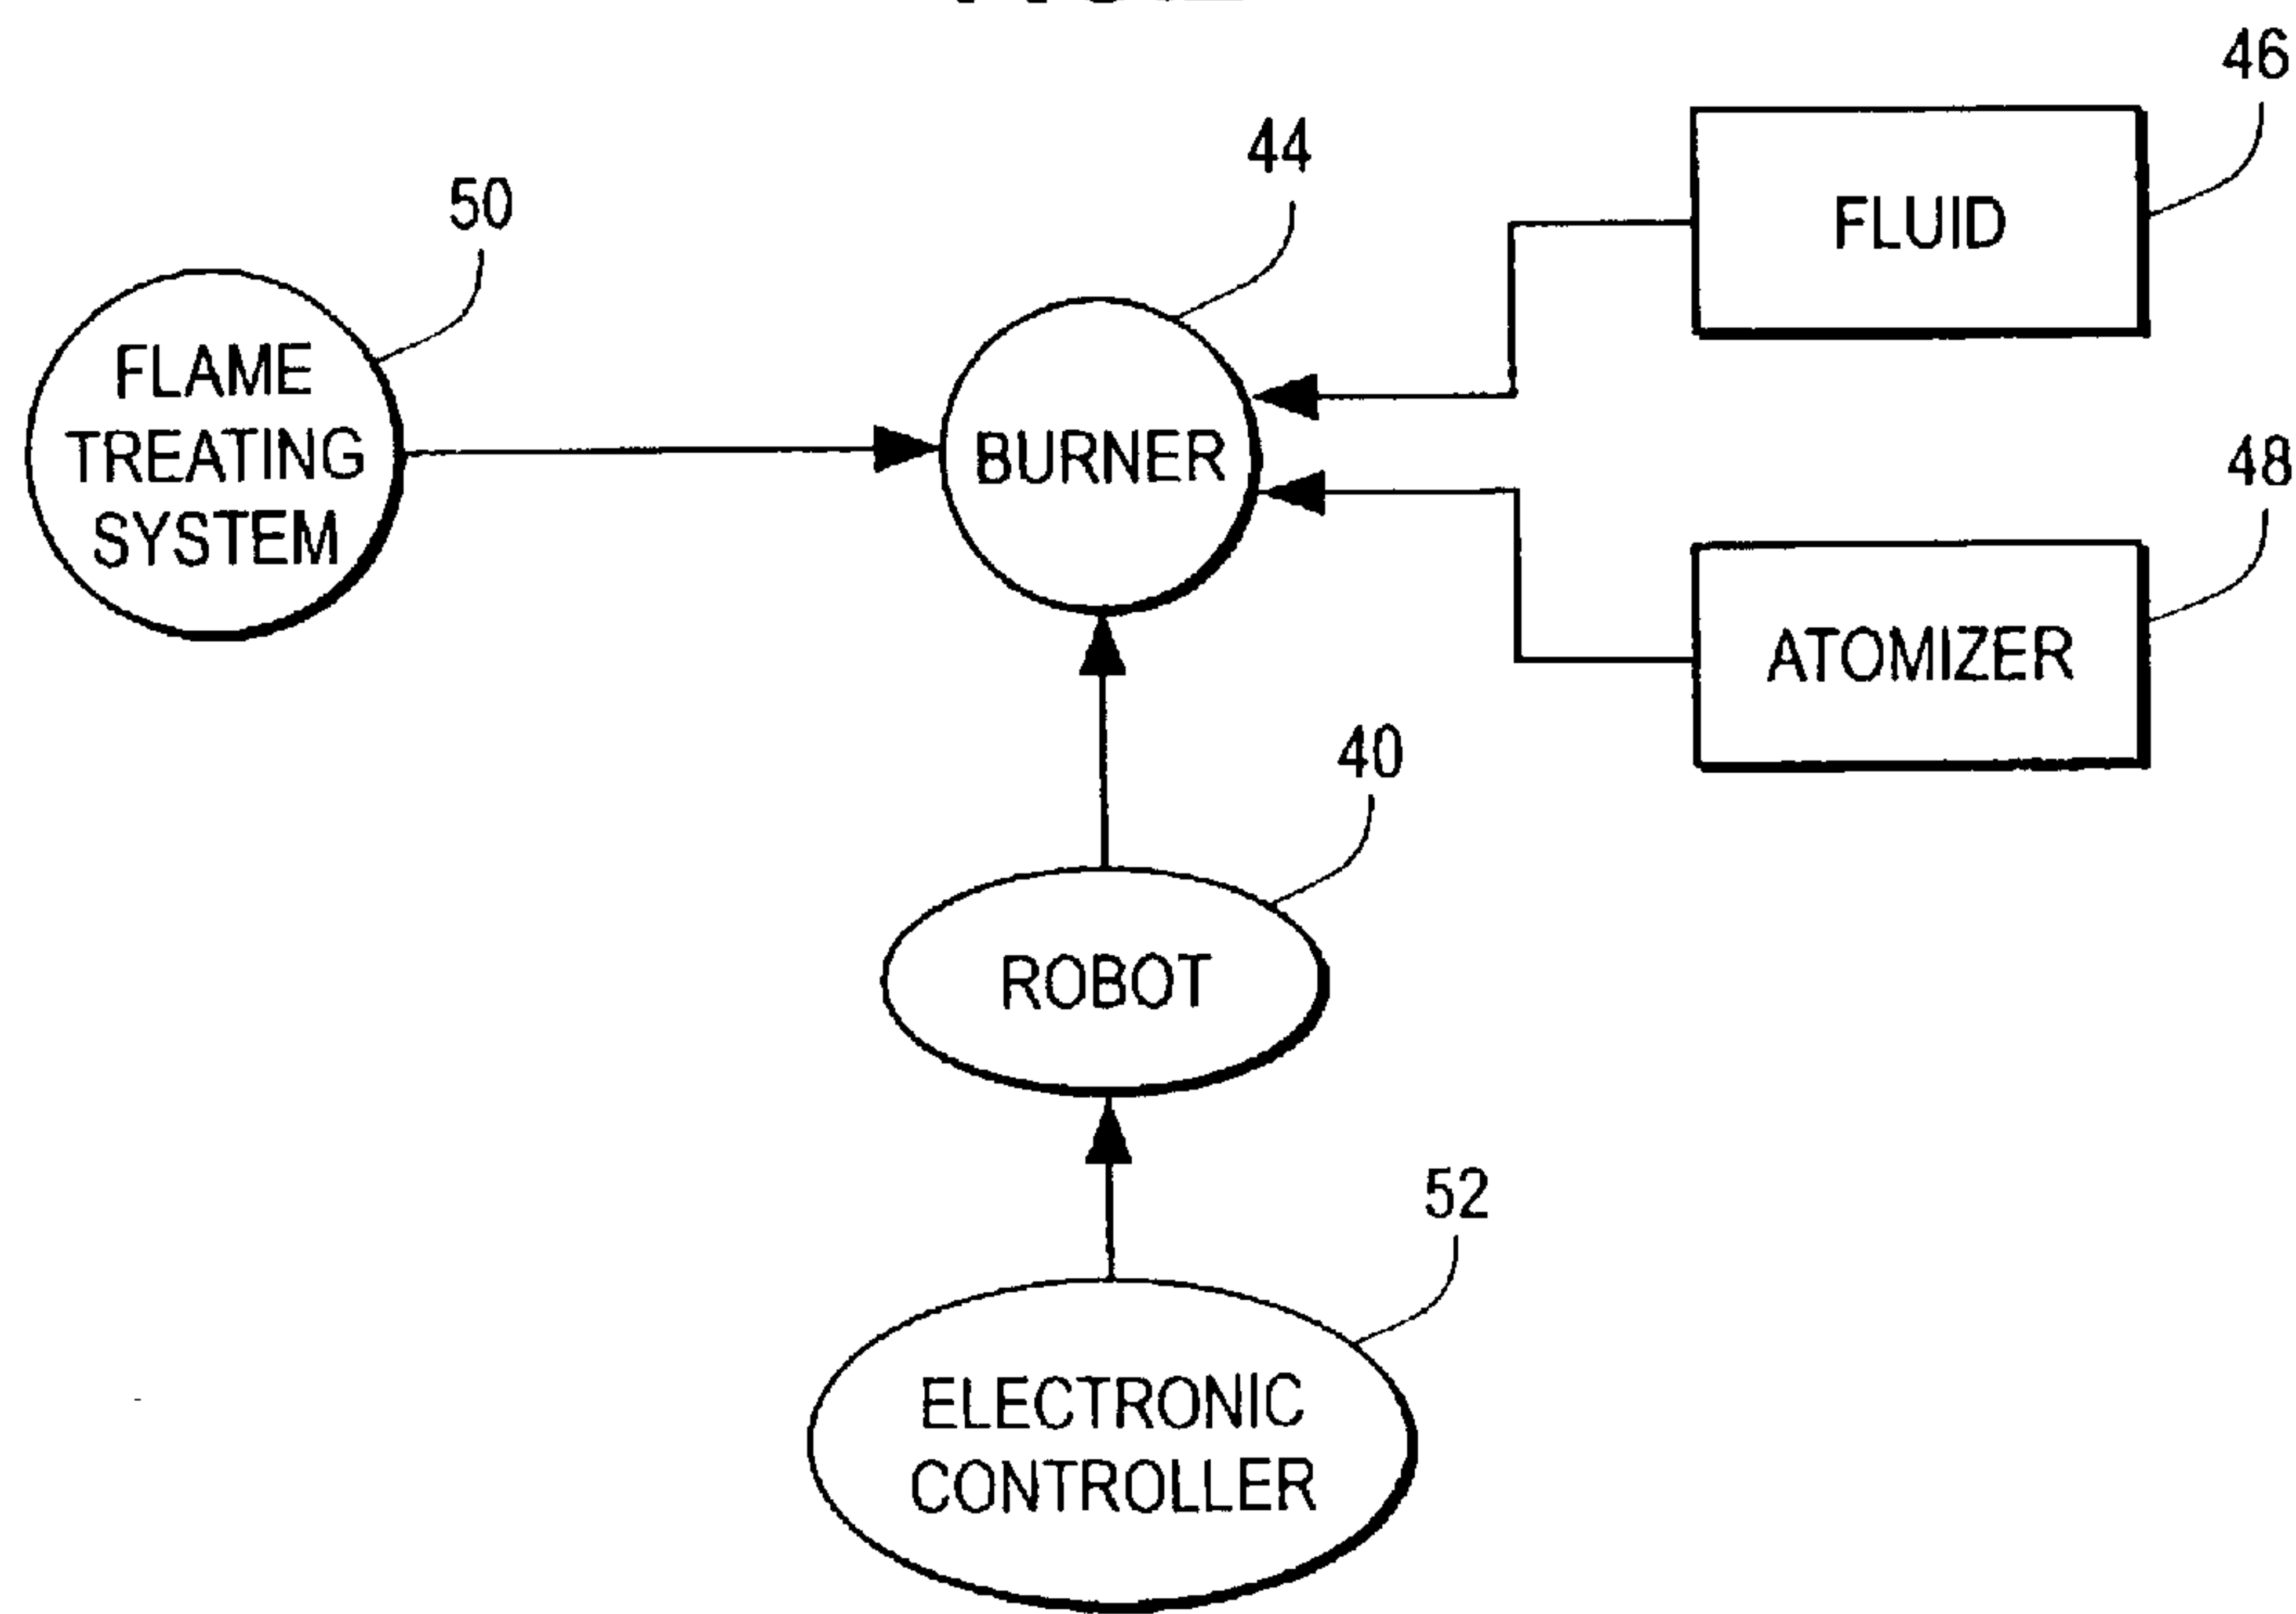 46
44
50
FLUID
FLAME
TREATING
SYSTEM
BURNER
48
ATOMIZER
40
ROBOT
52
ELECTRONIC
CONTROLLER